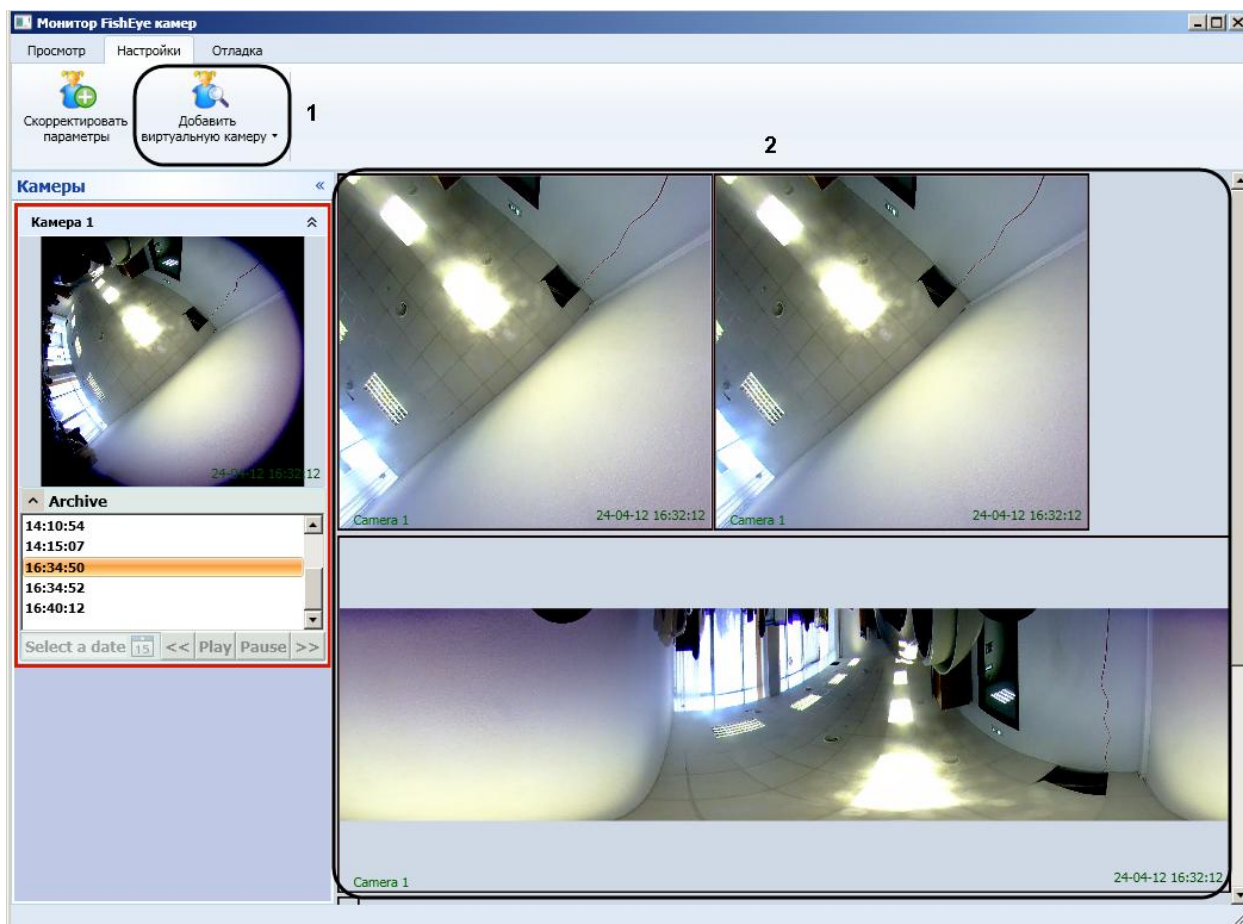 Монитор FishEye камер
Просмотр Настройки Отладка
Скорректировать параметры
Добавить виртуальную камеру
1
2
Камеры «
Камера 1
24-04-12 16:32:12
Archive
14:10:54
14:15:07
16:34:50
16:34:52
16:40:12
Select a date 15 << Play Pause >>
Camera 1 24-04-12 16:32:12
Camera 1 24-04-12 16:32:12
Camera 1 24-04-12 16:32:12